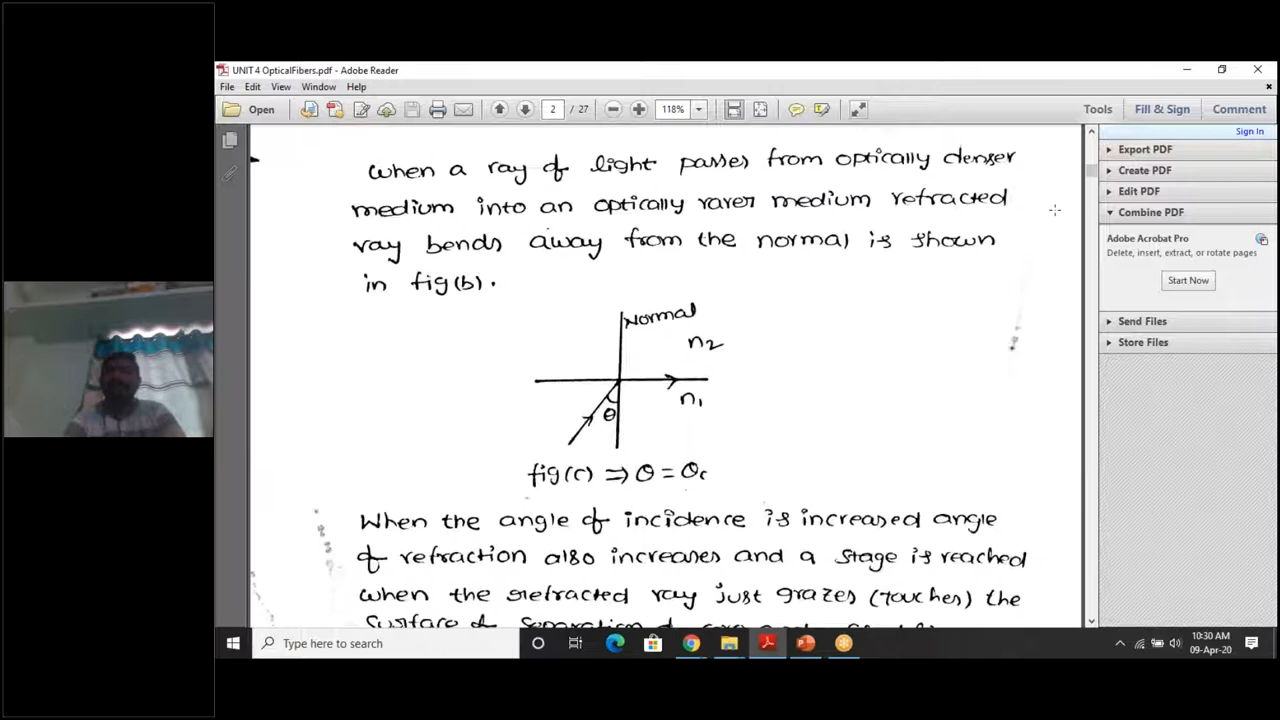 UNIT 4 OpticalFibers.pdf - Adobe Reader
File Edit View Window Help
Open 2 / 27 118% Tools Fill & Sign Comment
Sign In
When a ray of light passes from optically denser
medium into an optically rarer medium refracted
ray bends away from the normal is shown
in fig(b).
Normal
n2
n1
θ
fig(c) ⇒ θ = θc
When the angle of incidence is increased angle
of refraction also increases and a stage is reached
when the refracted ray just grazes (touches) the
Surface of separation of
Export PDF
Create PDF
Edit PDF
Combine PDF
Adobe Acrobat Pro
Delete, insert, extract, or rotate pages
Start Now
Send Files
Store Files
Type here to search
10:30 AM
09-Apr-20